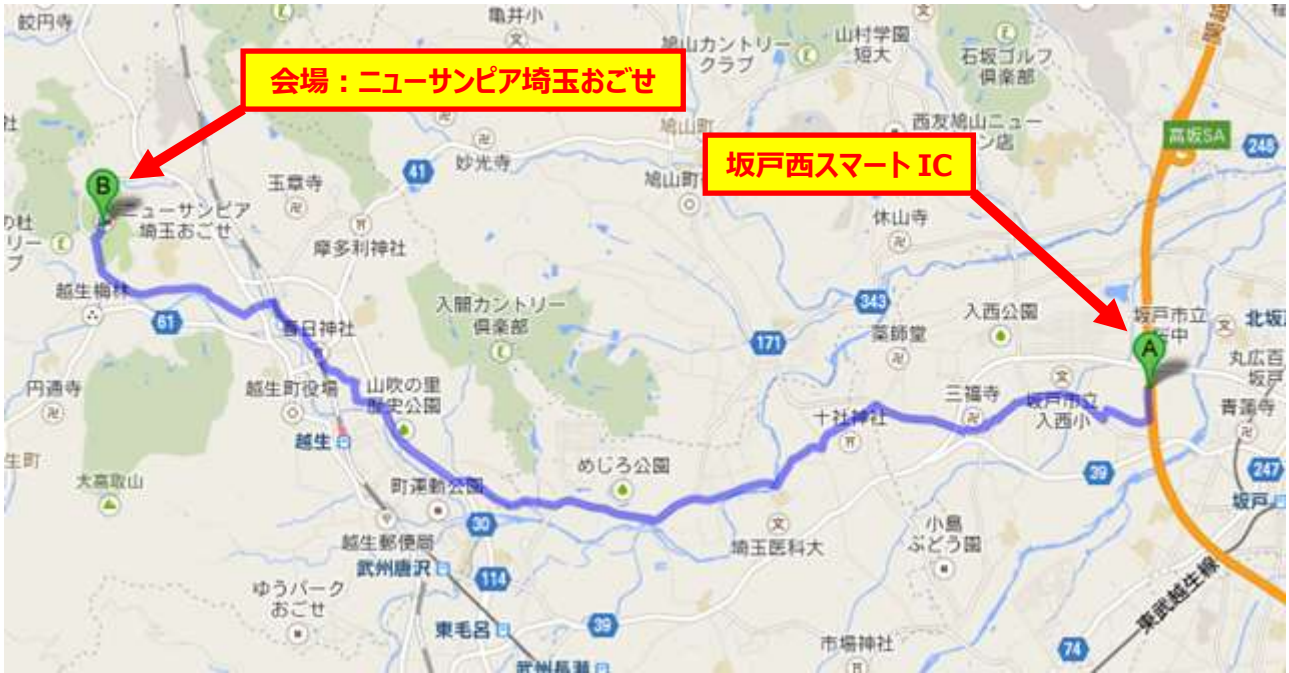 鮫円寺
亀井小
鳩山カントリー
クラブ
山村学園
短大
石坂ゴルフ
倶楽部
会場：ニューサンピア埼玉おごせ
鳩山町
西友鳩山ニュー
ン店
高坂SA
248
坂戸西スマート IC
41
妙光寺
玉章寺
鳩山町
B
ニューサンピア
埼玉おごせ
の杜
リー
プ
摩多利神社
休山寺
越生梅林
61
入間カントリー
倶楽部
343
入西公園
坂戸市立
桜中
北坂
春日神社
171
薬師堂
A
丸広百
坂戸
円通寺
越生町役場
山吹の里
歴史公園
三福寺
坂戸市立
入西小
青蓮寺
越生
十社神社
生町
大高取山
めじろ公園
39
247
町運動公園
坂戸
30
埼玉医科大
小島
ぶどう園
越生郵便局
武州唐沢
114
ゆうパーク
おごせ
東武越生線
東毛呂
39
市場神社
74
武州長瀬